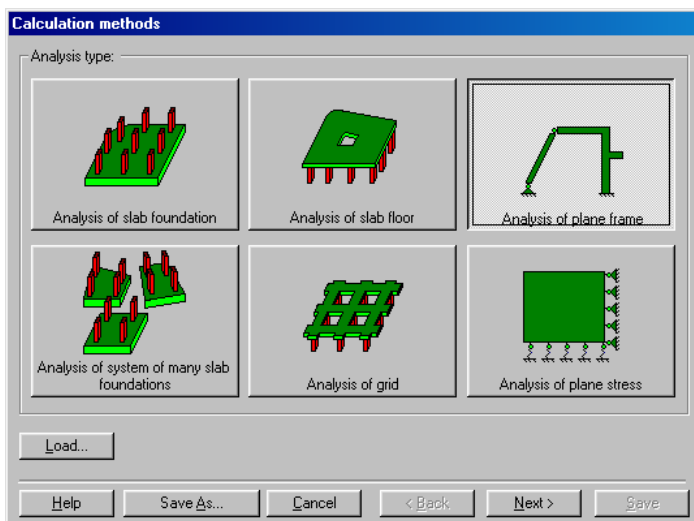 Calculation methods
Analysis type:
Analysis of slab foundation
Analysis of slab floor
Analysis of plane frame
Analysis of system of many slab
foundations
Analysis of grid
Analysis of plane stress
Load...
Help
Save As...
Cancel
< Back
Next >
Save